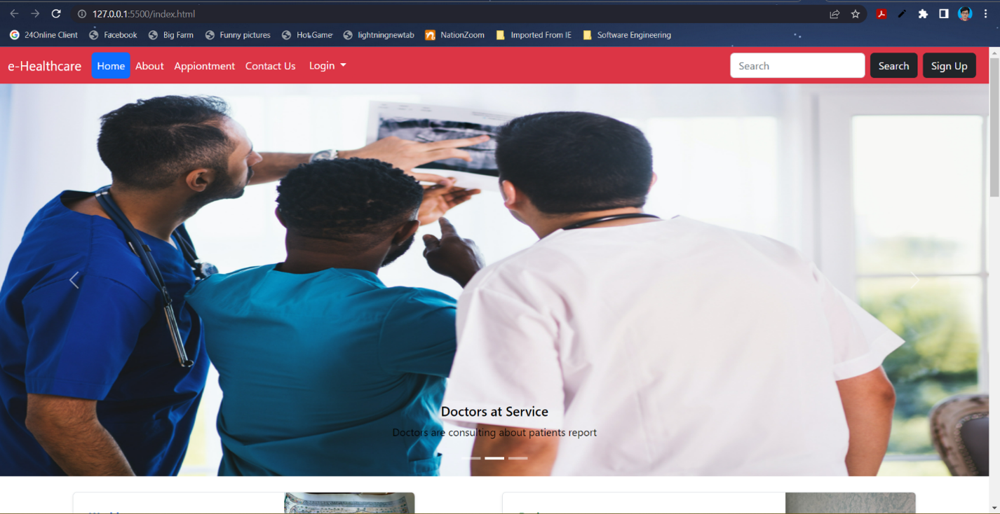 127.0.0.1:5500/index.html
24Online Client Facebook Big Farm Funny pictures Hot Game lightningnewtab NationZoom Imported From IE Software Engineering
e-Healthcare Home About Appiontment Contact Us Login Search Search Sign Up
Doctors at Service
Doctors are consulting about patients report